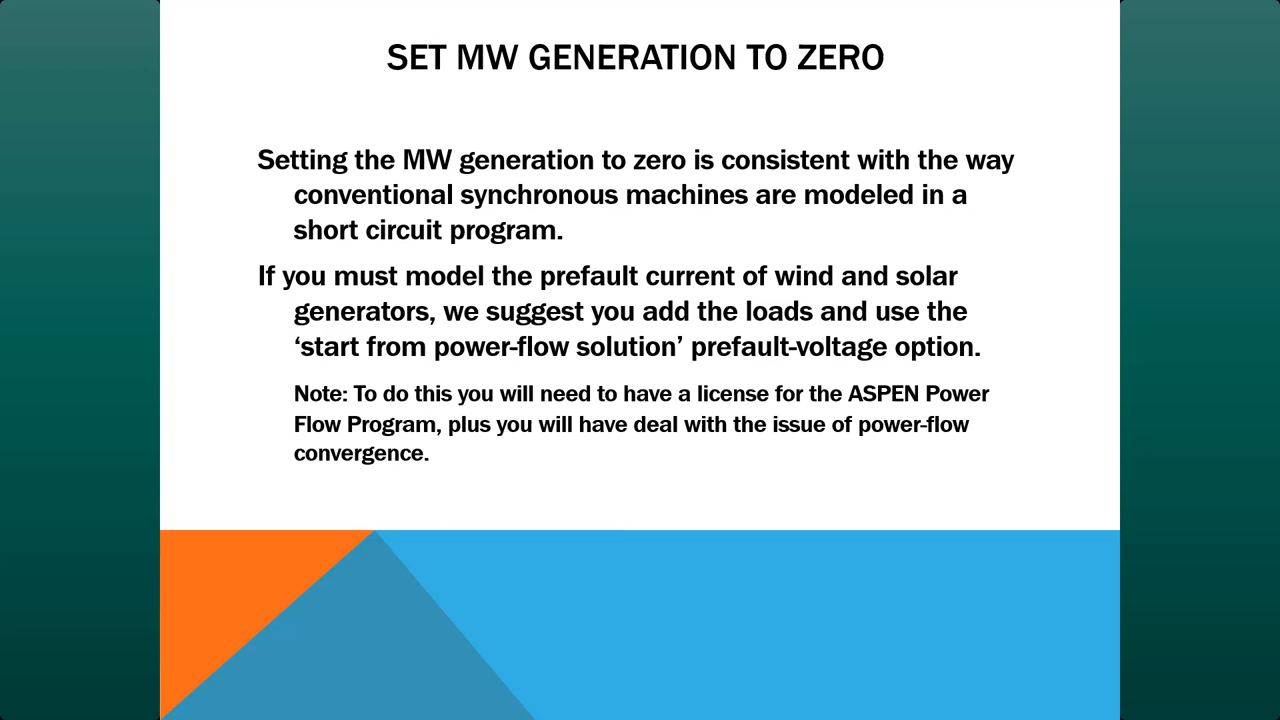 SET MW GENERATION TO ZERO
Setting the MW generation to zero is consistent with the way
conventional synchronous machines are modeled in a
short circuit program.
If you must model the prefault current of wind and solar
generators, we suggest you add the loads and use the
‘start from power-flow solution’ prefault-voltage option.
Note: To do this you will need to have a license for the ASPEN Power
Flow Program, plus you will have deal with the issue of power-flow
convergence.